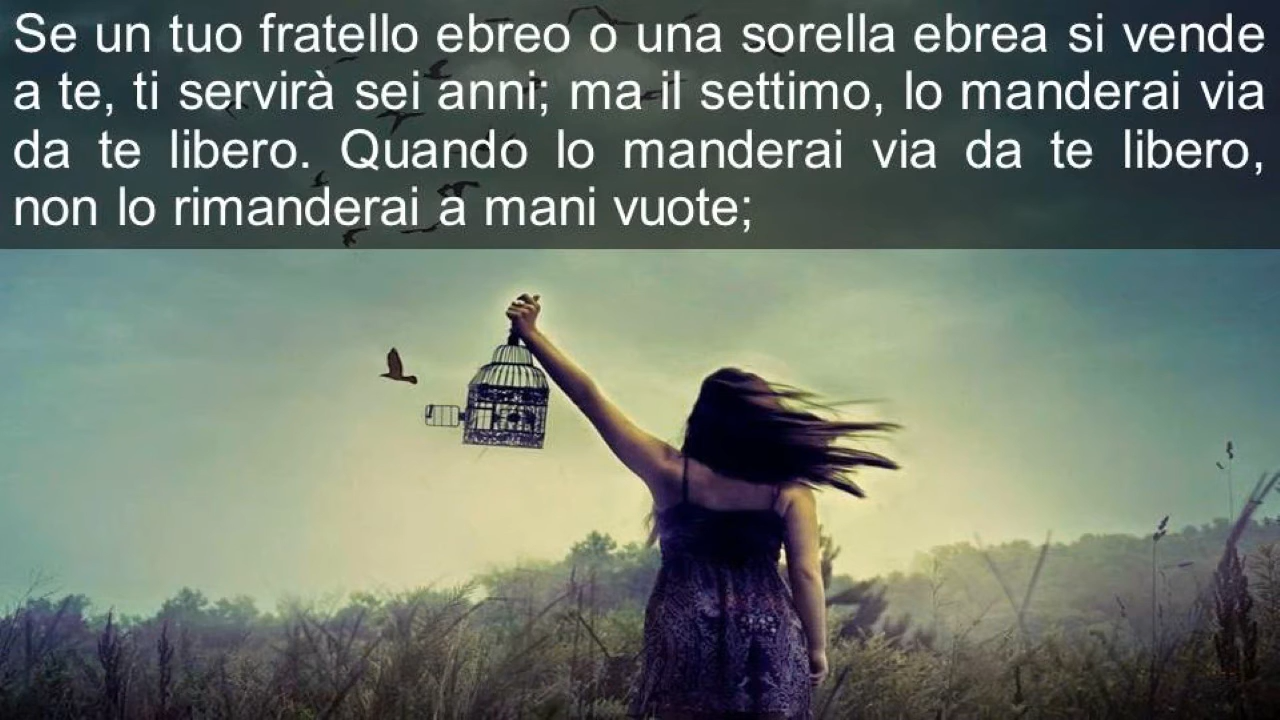 Se un tuo fratello ebreo o una sorella ebrea si vende
a te, ti servirà sei anni; ma il settimo, lo manderai via
da te libero. Quando lo manderai via da te libero,
non lo rimanderai a mani vuote;